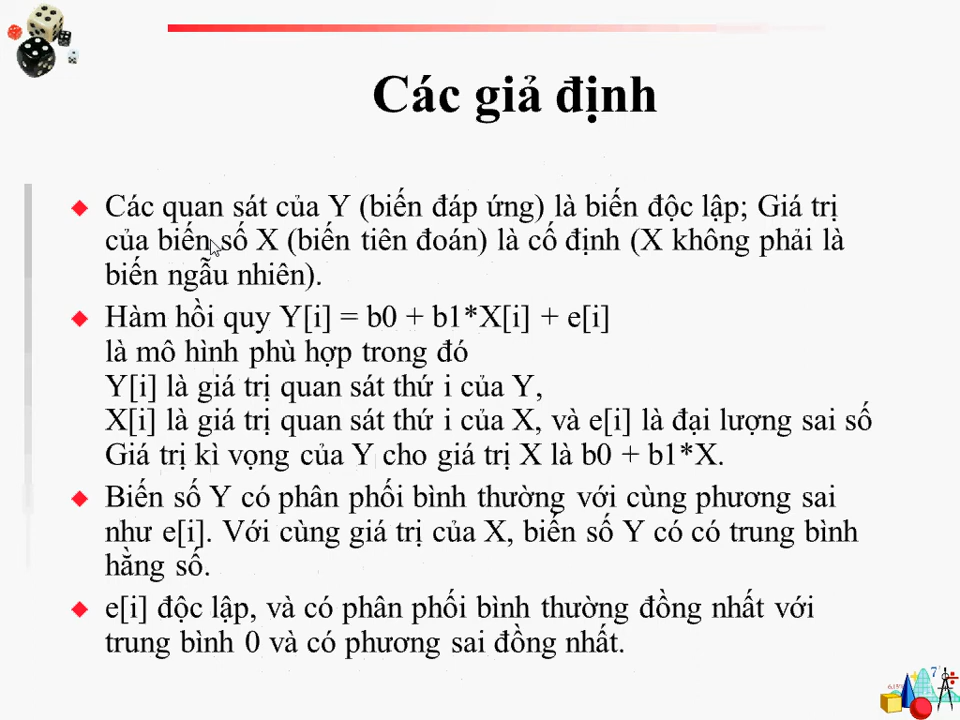 Các giả định
Các quan sát của Y (biến đáp ứng) là biến độc lập; Giá trị
của biến số X (biến tiên đoán) là cố định (X không phải là
biến ngẫu nhiên).
Hàm hồi quy Y[i] = b0 + b1*X[i] + e[i]
là mô hình phù hợp trong đó
Y[i] là giá trị quan sát thứ i của Y,
X[i] là giá trị quan sát thứ i của X, và e[i] là đại lượng sai số
Giá trị kì vọng của Y cho giá trị X là b0 + b1*X.
Biến số Y có phân phối bình thường với cùng phương sai
như e[i]. Với cùng giá trị của X, biến số Y có có trung bình
hằng số.
e[i] độc lập, và có phân phối bình thường đồng nhất với
trung bình 0 và có phương sai đồng nhất.